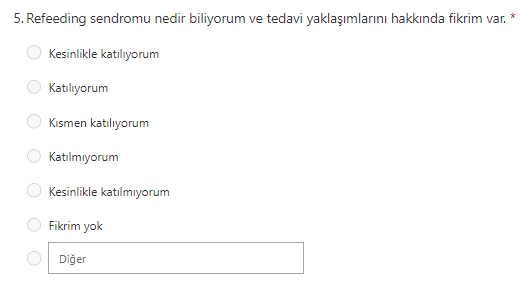 5. Refeeding sendromu nedir biliyorum ve tedavi yaklaşımlarını hakkında fikrim var. *
Kesinlikle katılıyorum
Katılıyorum
Kısmen katılıyorum
Katılmıyorum
Kesinlikle katılmıyorum
Fikrim yok
Diğer